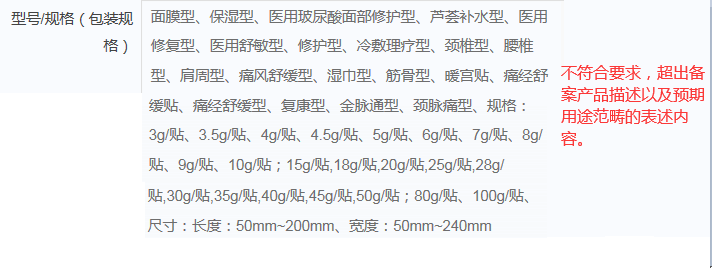 型号/规格（包装规格）
面膜型、保湿型、医用玻尿酸面部修护型、芦荟补水型、医用
修复型、医用舒敏型、修护型、冷敷理疗型、颈椎型、腰椎
型、肩周型、痛风舒缓型、湿巾型、筋骨型、暖宫贴、痛经舒
缓贴、痛经舒缓型、复康型、金脉通型、颈脉痛型、规格：
3g/贴、3.5g/贴、4g/贴、4.5g/贴、5g/贴、6g/贴、7g/贴、8g/
贴、9g/贴、10g/贴；15g/贴,18g/贴,20g/贴,25g/贴,28g/
贴,30g/贴,35g/贴,40g/贴,45g/贴,50g/贴；80g/贴、100g/贴、
尺寸：长度：50mm~200mm、宽度：50mm~240mm
不符合要求，超出备
案产品描述以及预期
用途范畴的表述内
容。